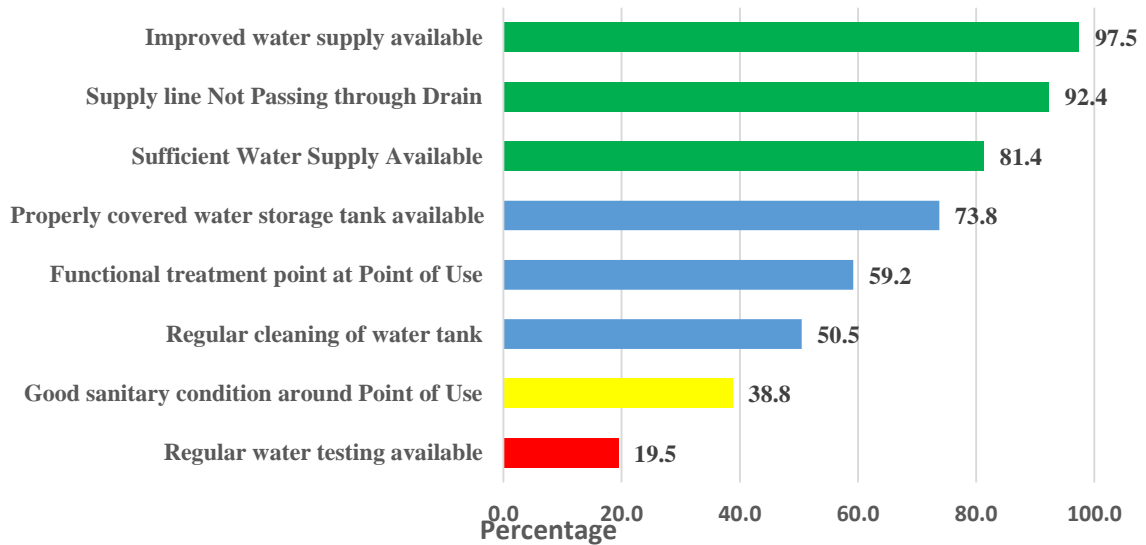 Improved water supply available 97.5
Supply line Not Passing through Drain 92.4
Sufficient Water Supply Available 81.4
Properly covered water storage tank available 73.8
Functional treatment point at Point of Use 59.2
Regular cleaning of water tank 50.5
Good sanitary condition around Point of Use 38.8
Regular water testing available 19.5
0.0 20.0 40.0 60.0 80.0 100.0
Percentage